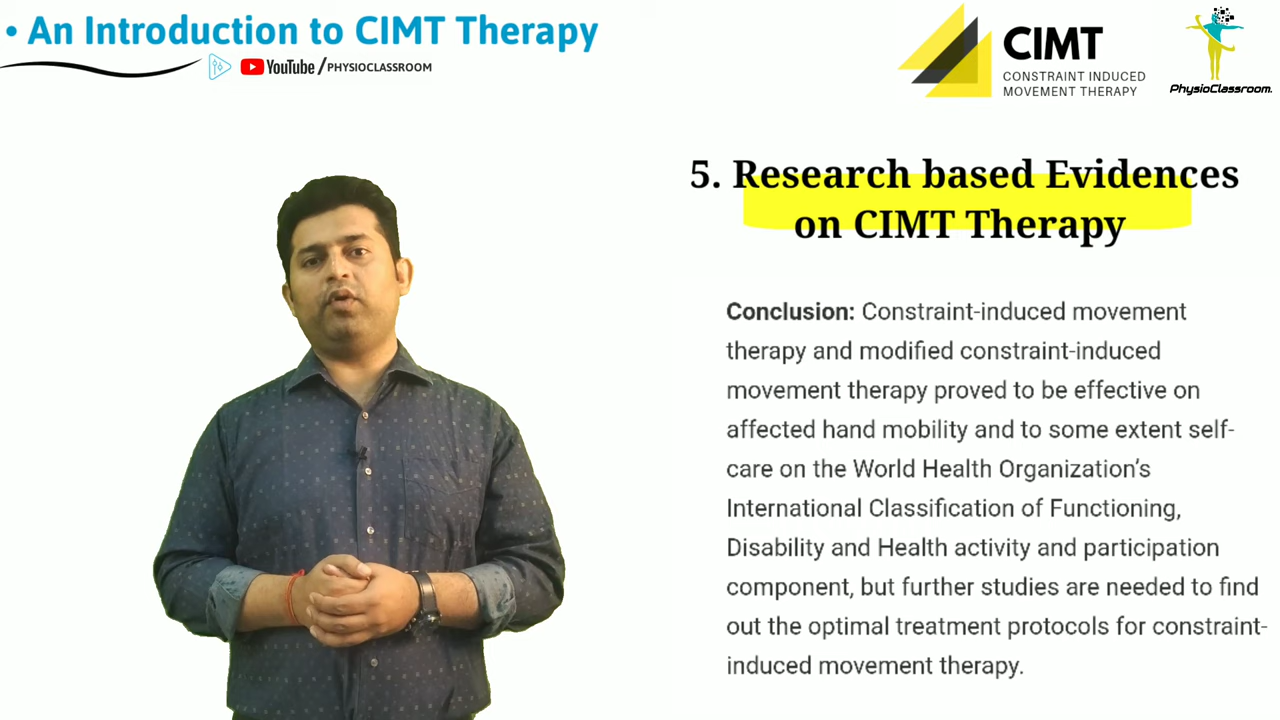 • An Introduction to CIMT Therapy
YouTube / PHYSIOCLASSROOM
CIMT
CONSTRAINT INDUCED
MOVEMENT THERAPY
PhysioClassroom.
5. Research based Evidences
on CIMT Therapy
Conclusion: Constraint-induced movement
therapy and modified constraint-induced
movement therapy proved to be effective on
affected hand mobility and to some extent self-
care on the World Health Organization’s
International Classification of Functioning,
Disability and Health activity and participation
component, but further studies are needed to find
out the optimal treatment protocols for constraint-
induced movement therapy.